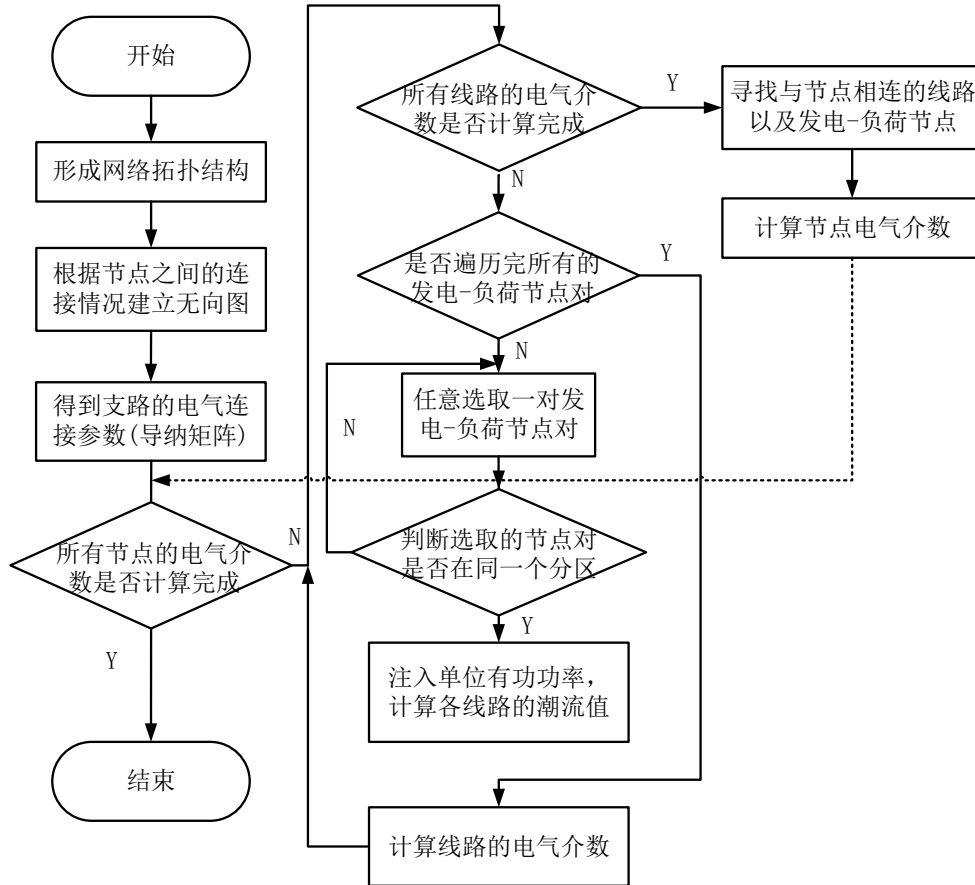 开始
形成网络拓扑结构
根据节点之间的连
接情况建立无向图
得到支路的电气连
接参数(导纳矩阵)
所有节点的电气介
数是否计算完成
N
Y
结束
所有线路的电气介
数是否计算完成
Y
N
是否遍历完所有的
发电-负荷节点对
Y
N
任意选取一对发
电-负荷节点对
N
判断选取的节点对
是否在同一个分区
Y
注入单位有功功率，
计算各线路的潮流值
计算线路的电气介数
寻找与节点相连的线路
以及发电-负荷节点
计算节点电气介数